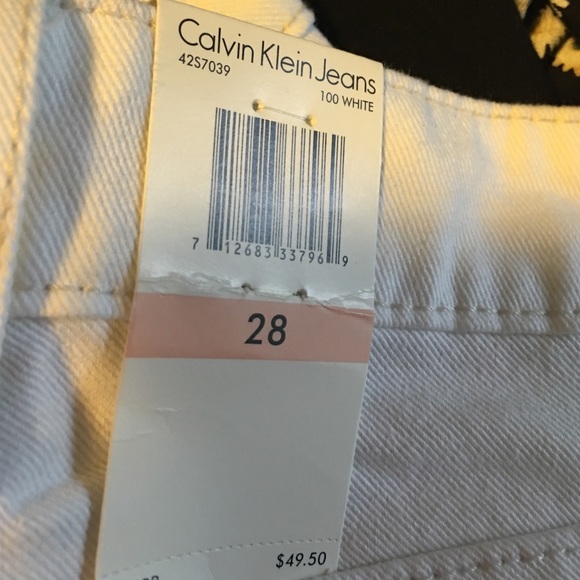 Calvin Klein Jeans
42S7039
100 WHITE
7 12683 33796 9
28
$49.50